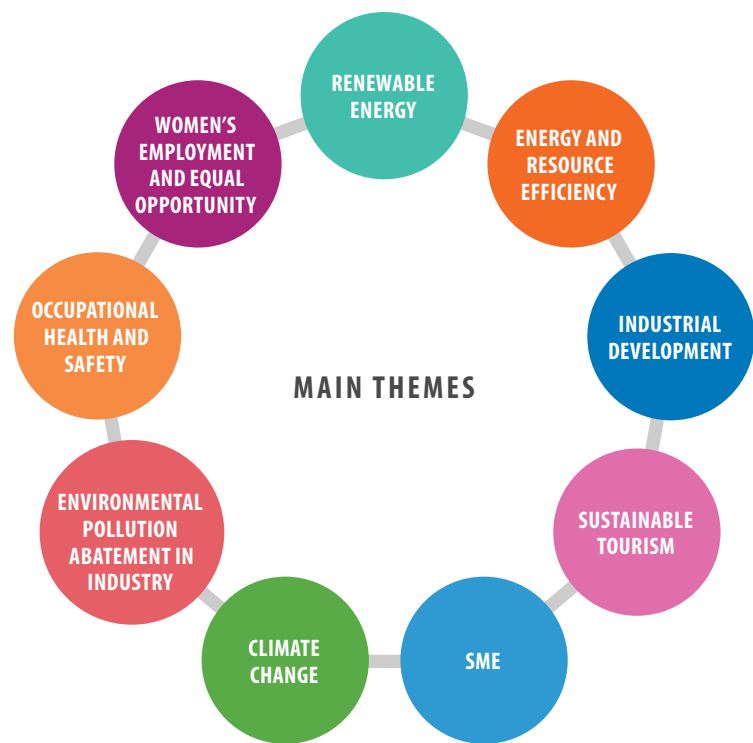 RENEWABLE
ENERGY
ENERGY AND
RESOURCE
EFFICIENCY
INDUSTRIAL
DEVELOPMENT
SUSTAINABLE
TOURISM
SME
CLIMATE
CHANGE
ENVIRONMENTAL
POLLUTION
ABATEMENT IN
INDUSTRY
OCCUPATIONAL
HEALTH AND
SAFETY
WOMEN'S
EMPLOYMENT
AND EQUAL
OPPORTUNITY
MAIN THEMES